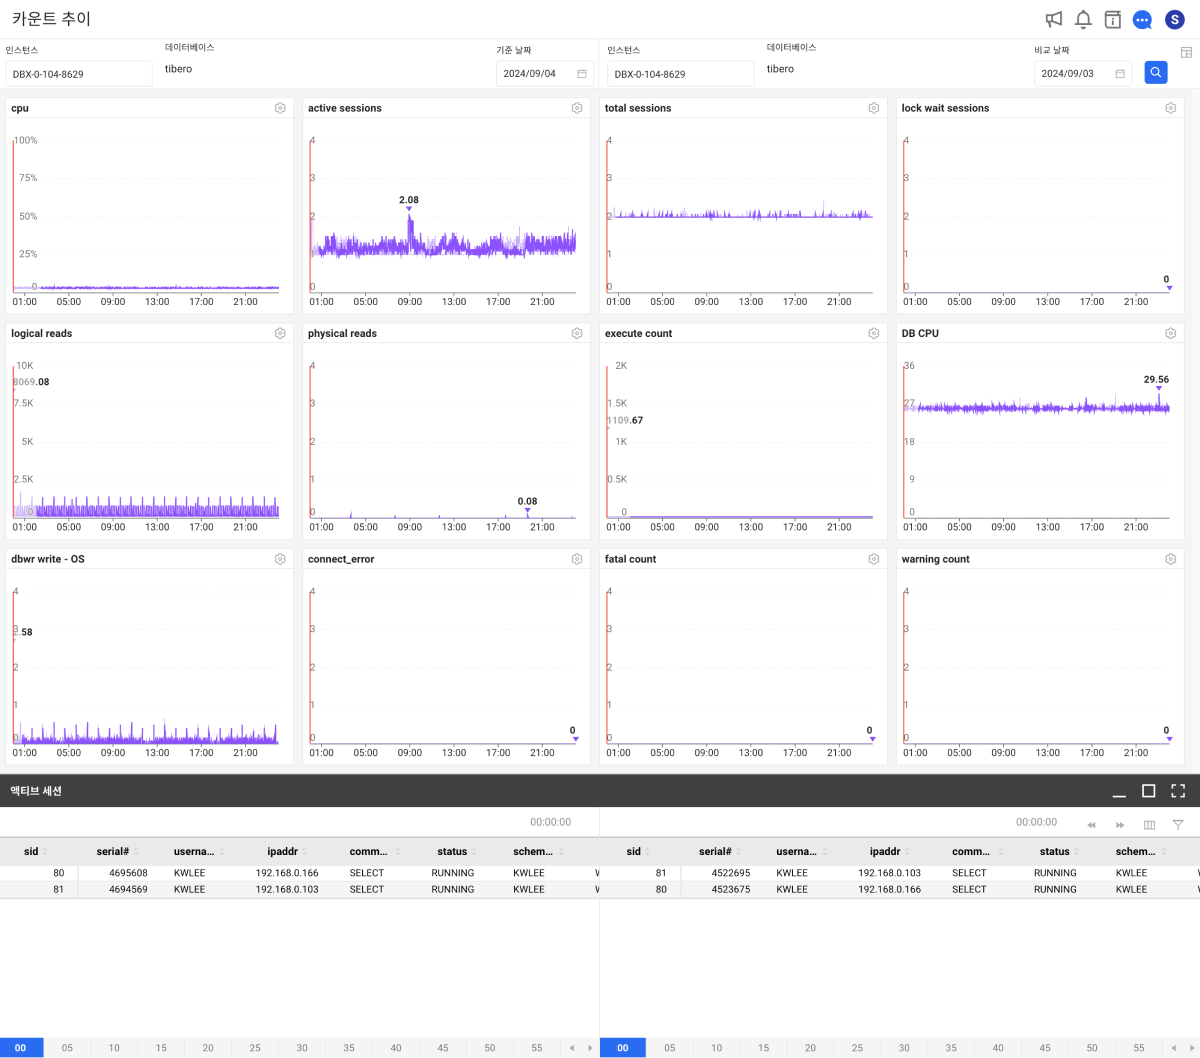 카운트 추이
S
인스턴스 데이터베이스 기준 날짜 인스턴스 데이터베이스 비교 날짜
DBX-0-104-8629 tibero 2024/09/04 DBX-0-104-8629 tibero 2024/09/03
cpu
100%
75%
50%
25%
0
01:00 05:00 09:00 13:00 17:00 21:00
active sessions
4
3
2.08
2
1
0
01:00 05:00 09:00 13:00 17:00 21:00
total sessions
4
3
2
1
0
01:00 05:00 09:00 13:00 17:00 21:00
lock wait sessions
4
3
2
1
0
0
01:00 05:00 09:00 13:00 17:00 21:00
logical reads
10K
8069.08
7.5K
5K
2.5K
0
01:00 05:00 09:00 13:00 17:00 21:00
physical reads
4
3
2
1
0.08
0
01:00 05:00 09:00 13:00 17:00 21:00
execute count
2K
1.5K
1109.67
1K
0.5K
0
01:00 05:00 09:00 13:00 17:00 21:00
DB CPU
36
29.56
27
18
9
0
01:00 05:00 09:00 13:00 17:00 21:00
dbwr write - OS
4
3
.58
2
1
0
01:00 05:00 09:00 13:00 17:00 21:00
connect_error
4
3
2
1
0
0
01:00 05:00 09:00 13:00 17:00 21:00
fatal count
4
3
2
1
0
0
01:00 05:00 09:00 13:00 17:00 21:00
warning count
4
3
2
1
0
0
01:00 05:00 09:00 13:00 17:00 21:00
액티브 세션
00:00:00 00:00:00
sid serial# userna... ipaddr comm... status schem... sid serial# userna... ipaddr comm... status schem...
80 4695608 KWLEE 192.168.0.166 SELECT RUNNING KWLEE 81 4522695 KWLEE 192.168.0.103 SELECT RUNNING KWLEE
81 4694569 KWLEE 192.168.0.103 SELECT RUNNING KWLEE 80 4523675 KWLEE 192.168.0.166 SELECT RUNNING KWLEE
00 05 10 15 20 25 30 35 40 45 50 55 00 05 10 15 20 25 30 35 40 45 50 55